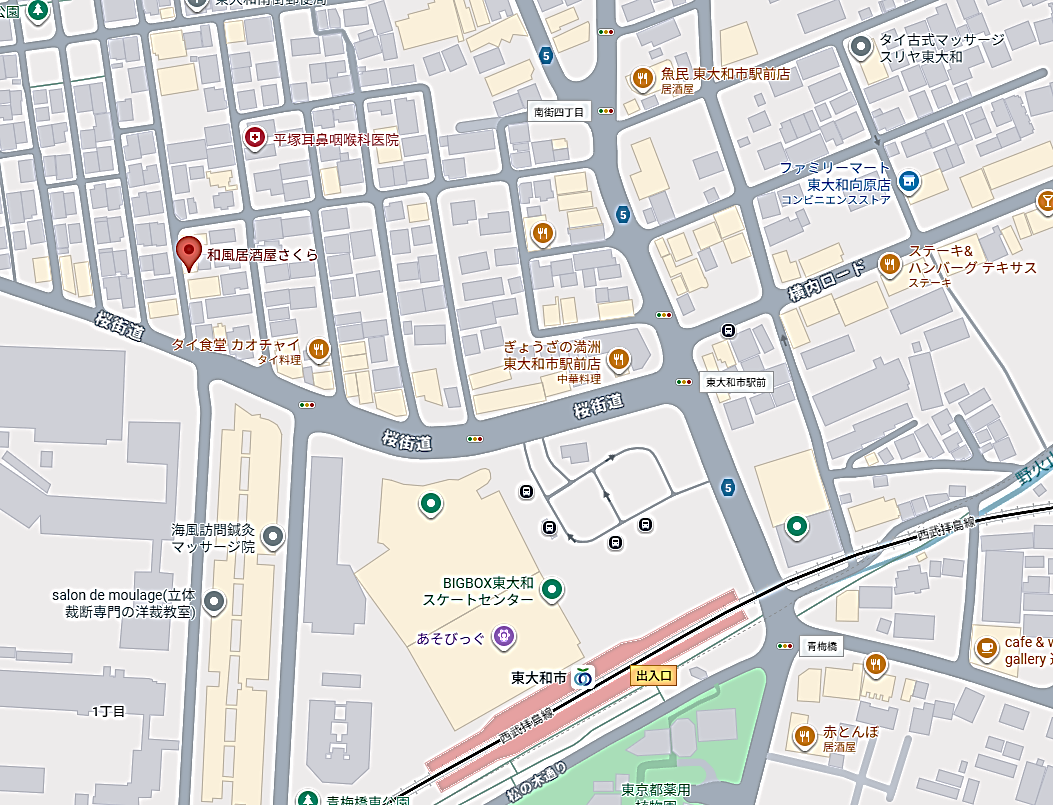 公園
東大和南街郵便局
5
タイ古式マッサージ
スリヤ東大和
魚民 東大和市駅前店
居酒屋
南街四丁目
平塚耳鼻咽喉科医院
ファミリーマート
東大和向原店
コンビニエンスストア
5
和風居酒屋さくら
ステーキ&
ハンバーグ テキサス
ステーキ
横内ロード
桜街道
タイ食堂 カオチャイ
タイ料理
ぎょうざの満洲
東大和市駅前店
中華料理
東大和市駅前
桜街道
桜街道
5
野火止
西武拝島線
海風訪問鍼灸
マッサージ院
BIGBOX東大和
スケートセンター
salon de moulage(立体
裁断専門の洋裁教室)
あそびっぐ
青梅橋
cafe & w
gallery
東大和市
出入口
1丁目
西武拝島線
赤とんぼ
居酒屋
松の木通り
東京都薬用
植物園
青梅橋東公園